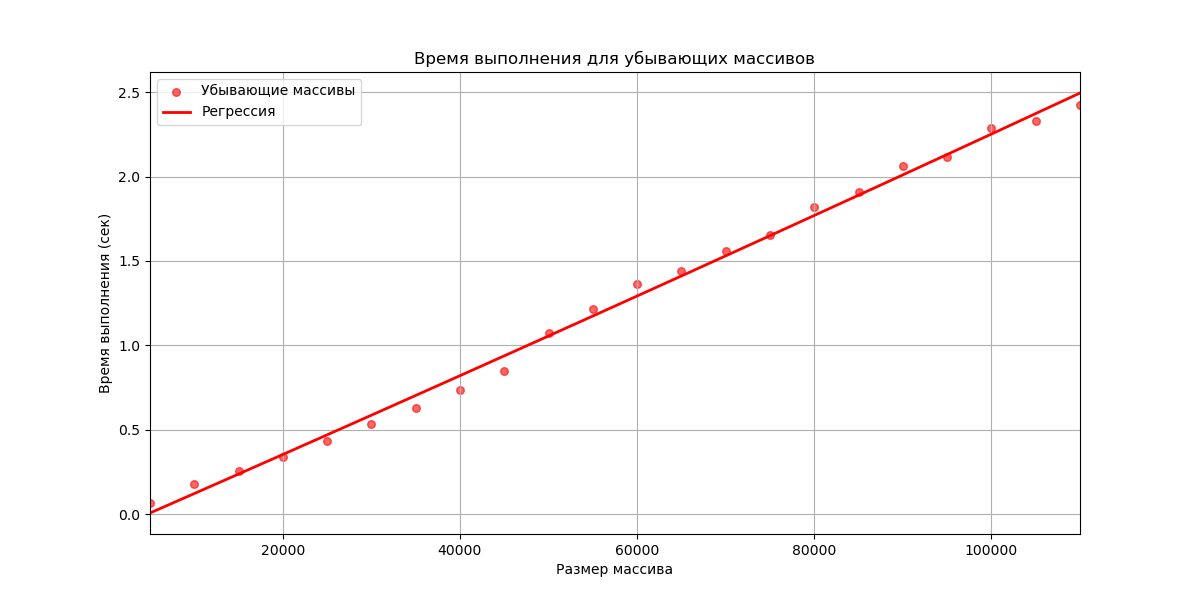 Время выполнения для убывающих массивов
Убывающие массивы
Регрессия
Время выполнения (сек)
2.5
2.0
1.5
1.0
0.5
0.0
20000
40000
60000
80000
100000
Размер массива